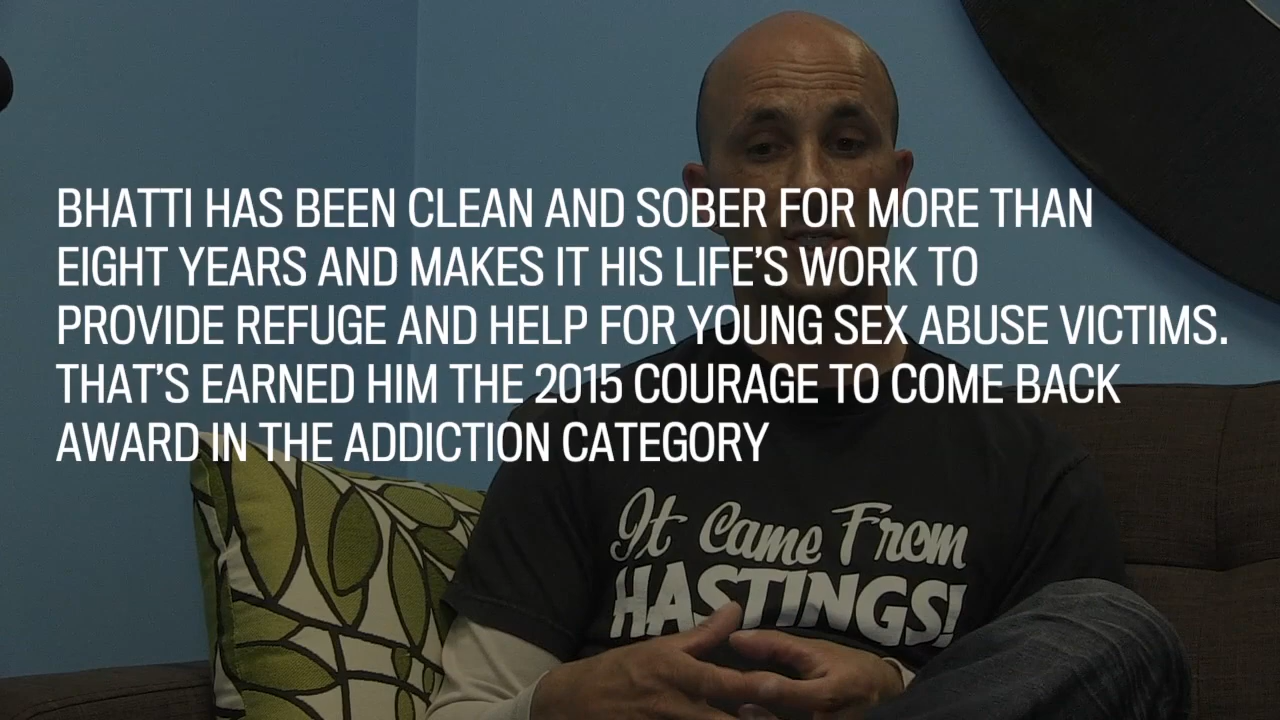 BHATTI HAS BEEN CLEAN AND SOBER FOR MORE THAN
EIGHT YEARS AND MAKES IT HIS LIFE'S WORK TO
PROVIDE REFUGE AND HELP FOR YOUNG SEX ABUSE VICTIMS.
THAT'S EARNED HIM THE 2015 COURAGE TO COME BACK
AWARD IN THE ADDICTION CATEGORY
It Came From
HASTINGS!